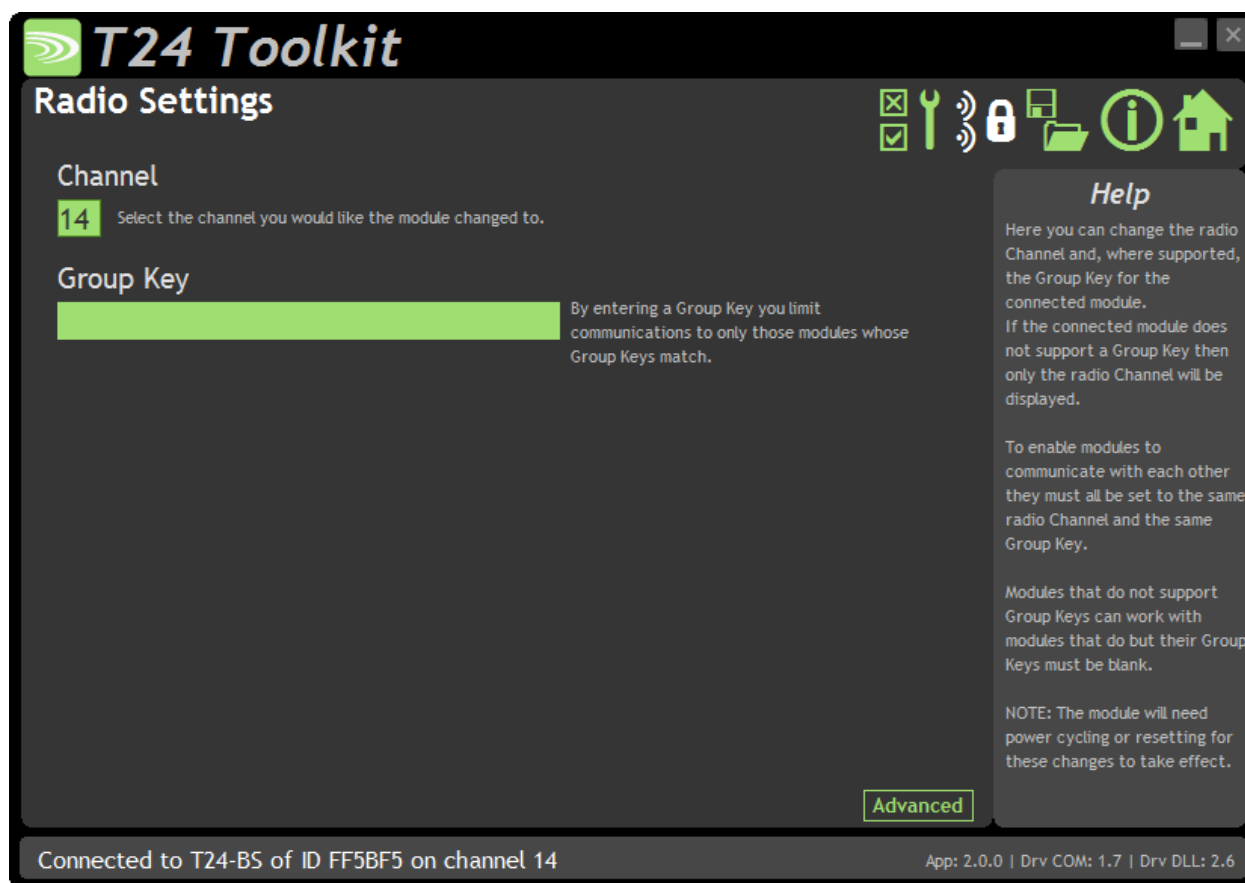 T24 Toolkit
Radio Settings
Channel
14
Select the channel you would like the module changed to.
Group Key
By entering a Group Key you limit
communications to only those modules whose
Group Keys match.
Help
Here you can change the radio
Channel and, where supported,
the Group Key for the
connected module.
If the connected module does
not support a Group Key then
only the radio Channel will be
displayed.
To enable modules to
communicate with each other
they must all be set to the same
radio Channel and the same
Group Key.
Modules that do not support
Group Keys can work with
modules that do but their Group
Keys must be blank.
NOTE: The module will need
power cycling or resetting for
these changes to take effect.
Advanced
Connected to T24-BS of ID FF5BF5 on channel 14
App: 2.0.0 | Drv COM: 1.7 | Drv DLL: 2.6